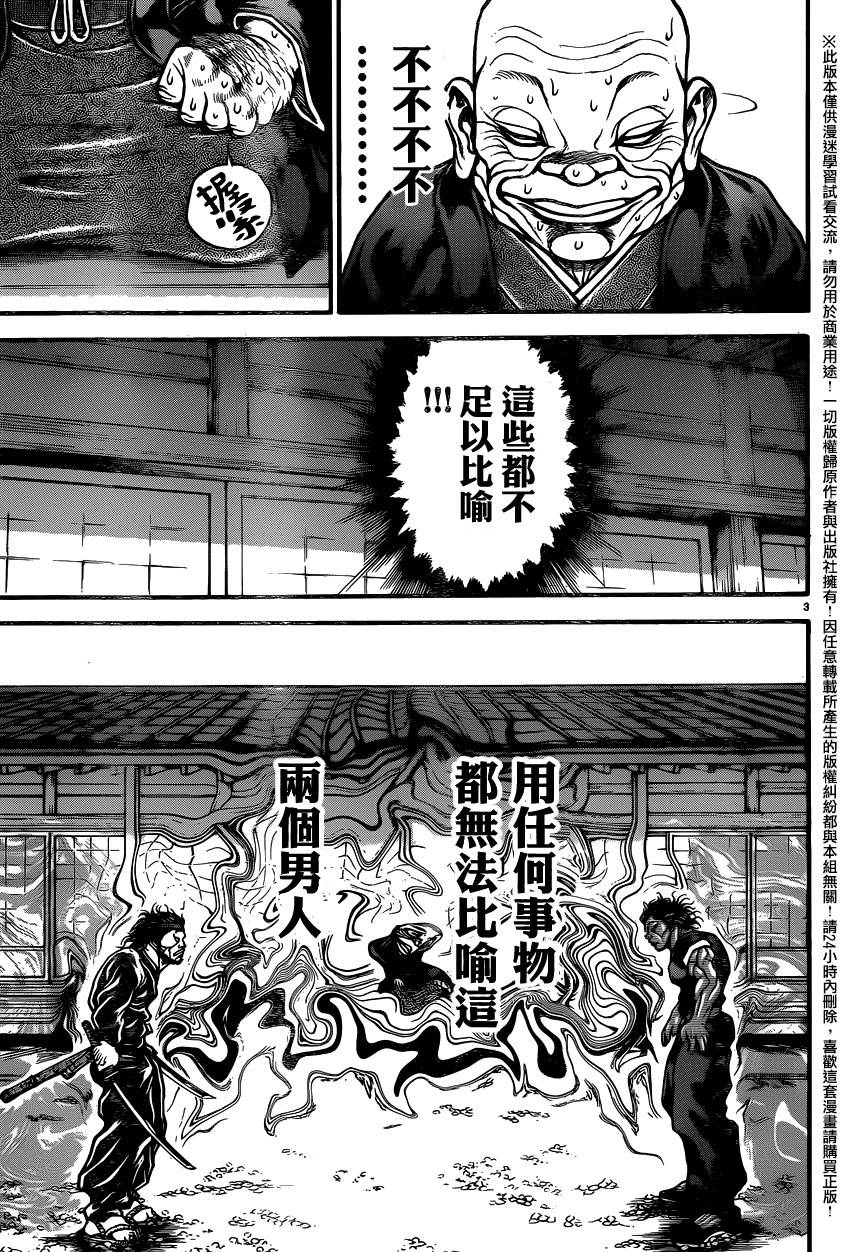 不不不不
………
握紧
這些都不
足以比喻
!!!
3
用任何事物
都無法比喻這
兩個男人
※此版本僅供漫迷學習試看交流，請勿用於商業用途！一切版權歸原作者與出版社擁有！因任意轉載所產生的版權糾紛都與本組無關！請24小時內刪除，喜歡這套漫畫請購買正版！